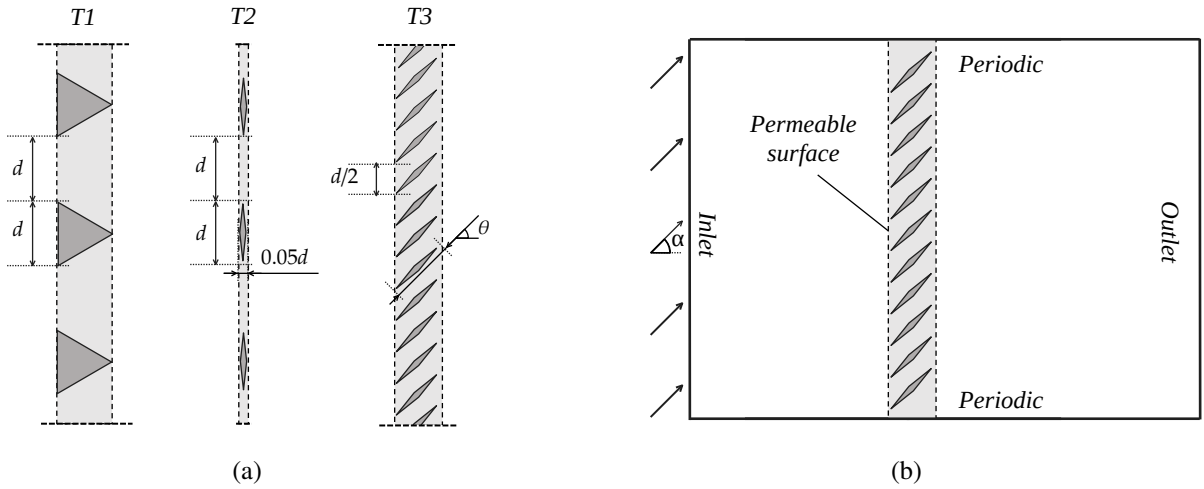 T1
T2
T3
d
d
d
d
0.05d
d/2
θ
(a)
Periodic
Permeable
surface
α
Inlet
Outlet
Periodic
(b)